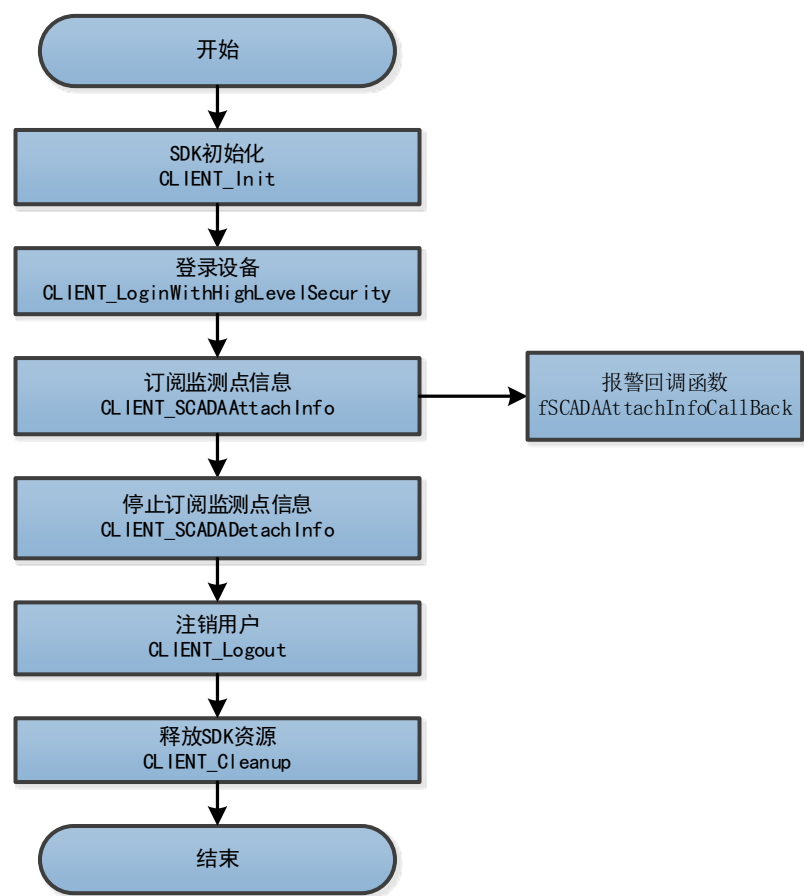 开始
SDK初始化
CLIENT_Init
登录设备
CLIENT_LoginWithHighLevelSecurity
订阅监测点信息
CLIENT_SCADAAttachInfo
报警回调函数
fSCADAAttachInfoCallBack
停止订阅监测点信息
CLIENT_SCADADetachInfo
注销用户
CLIENT_Logout
释放SDK资源
CLIENT_Cleanup
结束